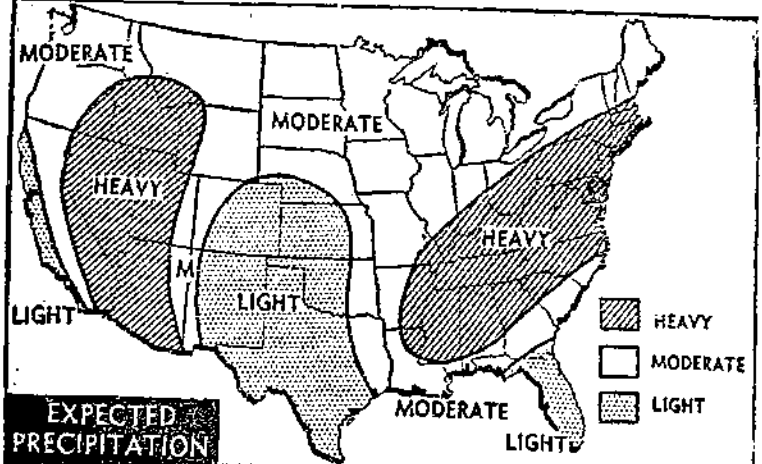 MODERATE
MODERATE
HEAVY
HEAVY
M
LIGHT
LIGHT
HEAVY
MODERATE
LIGHT
MODERATE
LIGHT
EXPECTED
PRECIPITATION